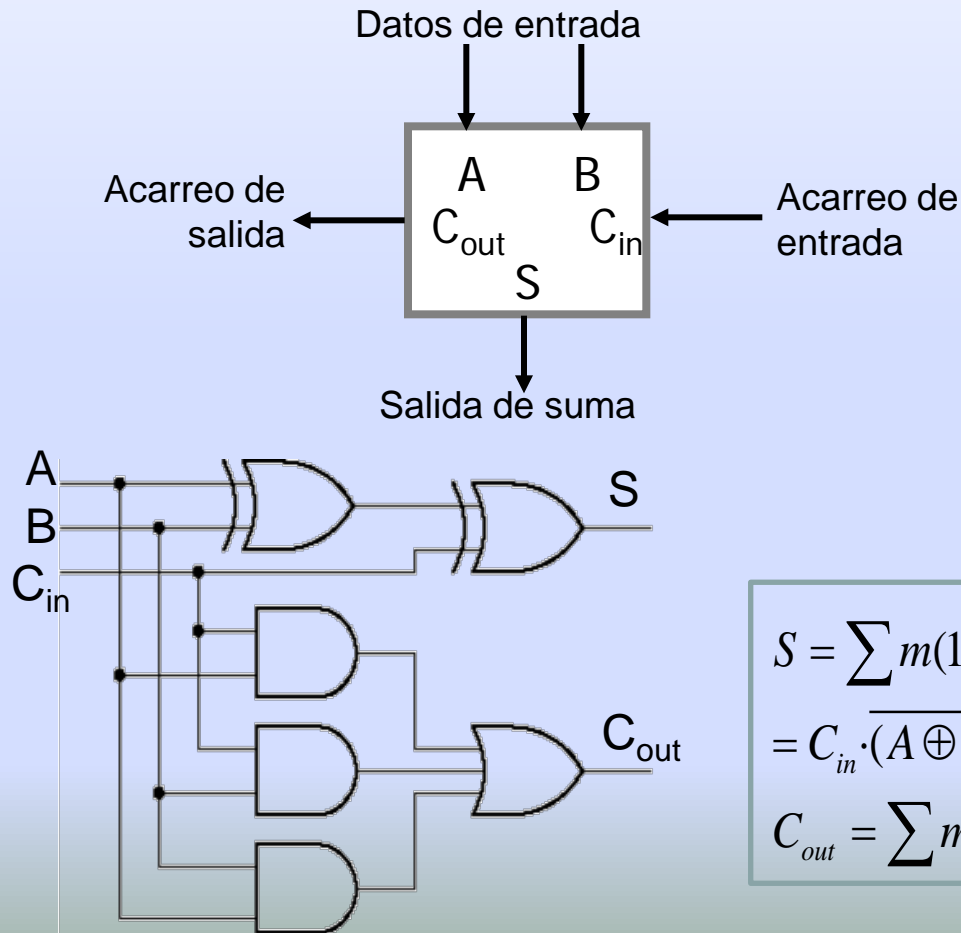 Datos de entrada
Acarreo de
salida
A B
C_out C_in
S
Acarreo de
entrada
Salida de suma
A
B
C_in
S
C_out
S = ∑ m(1
= C_in·(A ⊕
C_out = ∑ m